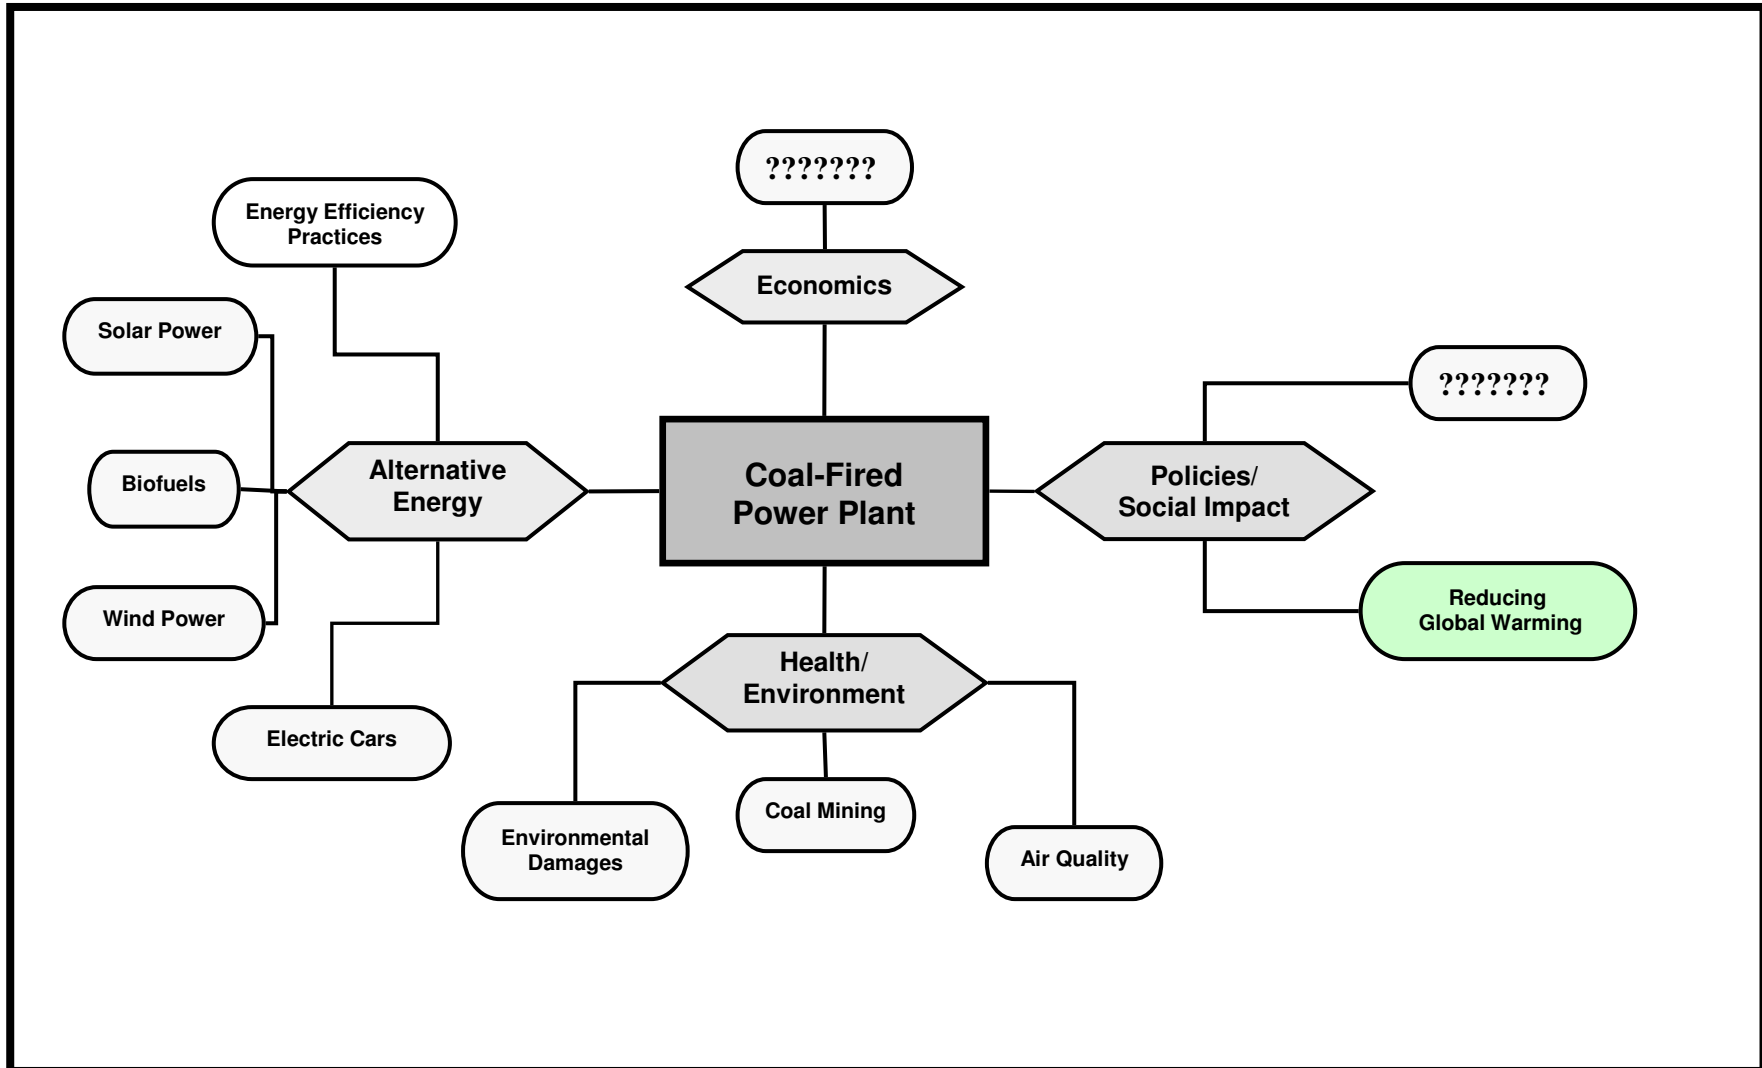 ???????
Energy Efficiency
Practices
Economics
Solar Power
???????
Alternative
Energy
Coal-Fired
Power Plant
Policies/
Social Impact
Biofuels
Reducing
Global Warming
Wind Power
Health/
Environment
Electric Cars
Coal Mining
Environmental
Damages
Air Quality